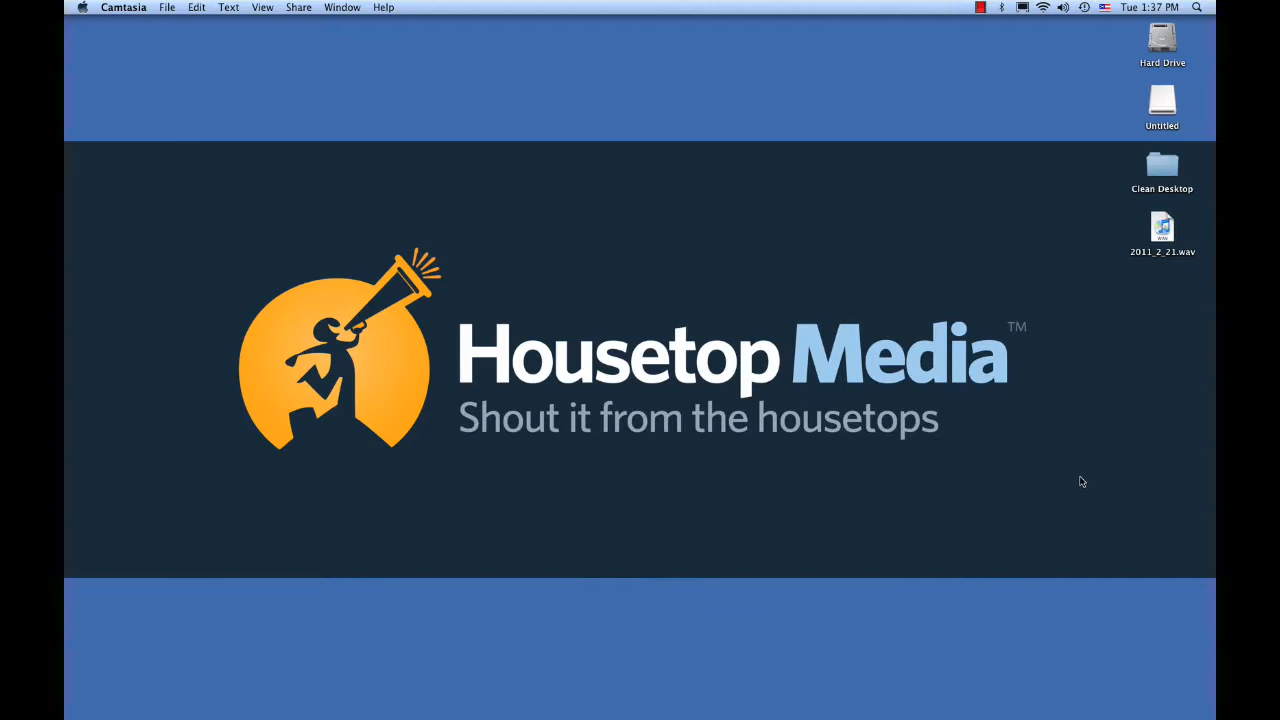 Camtasia File Edit Text View Share Window Help Tue 1:37 PM
Hard Drive
Untitled
Clean Desktop
WAV
2011_2_21.wav
Housetop Media™
Shout it from the housetops